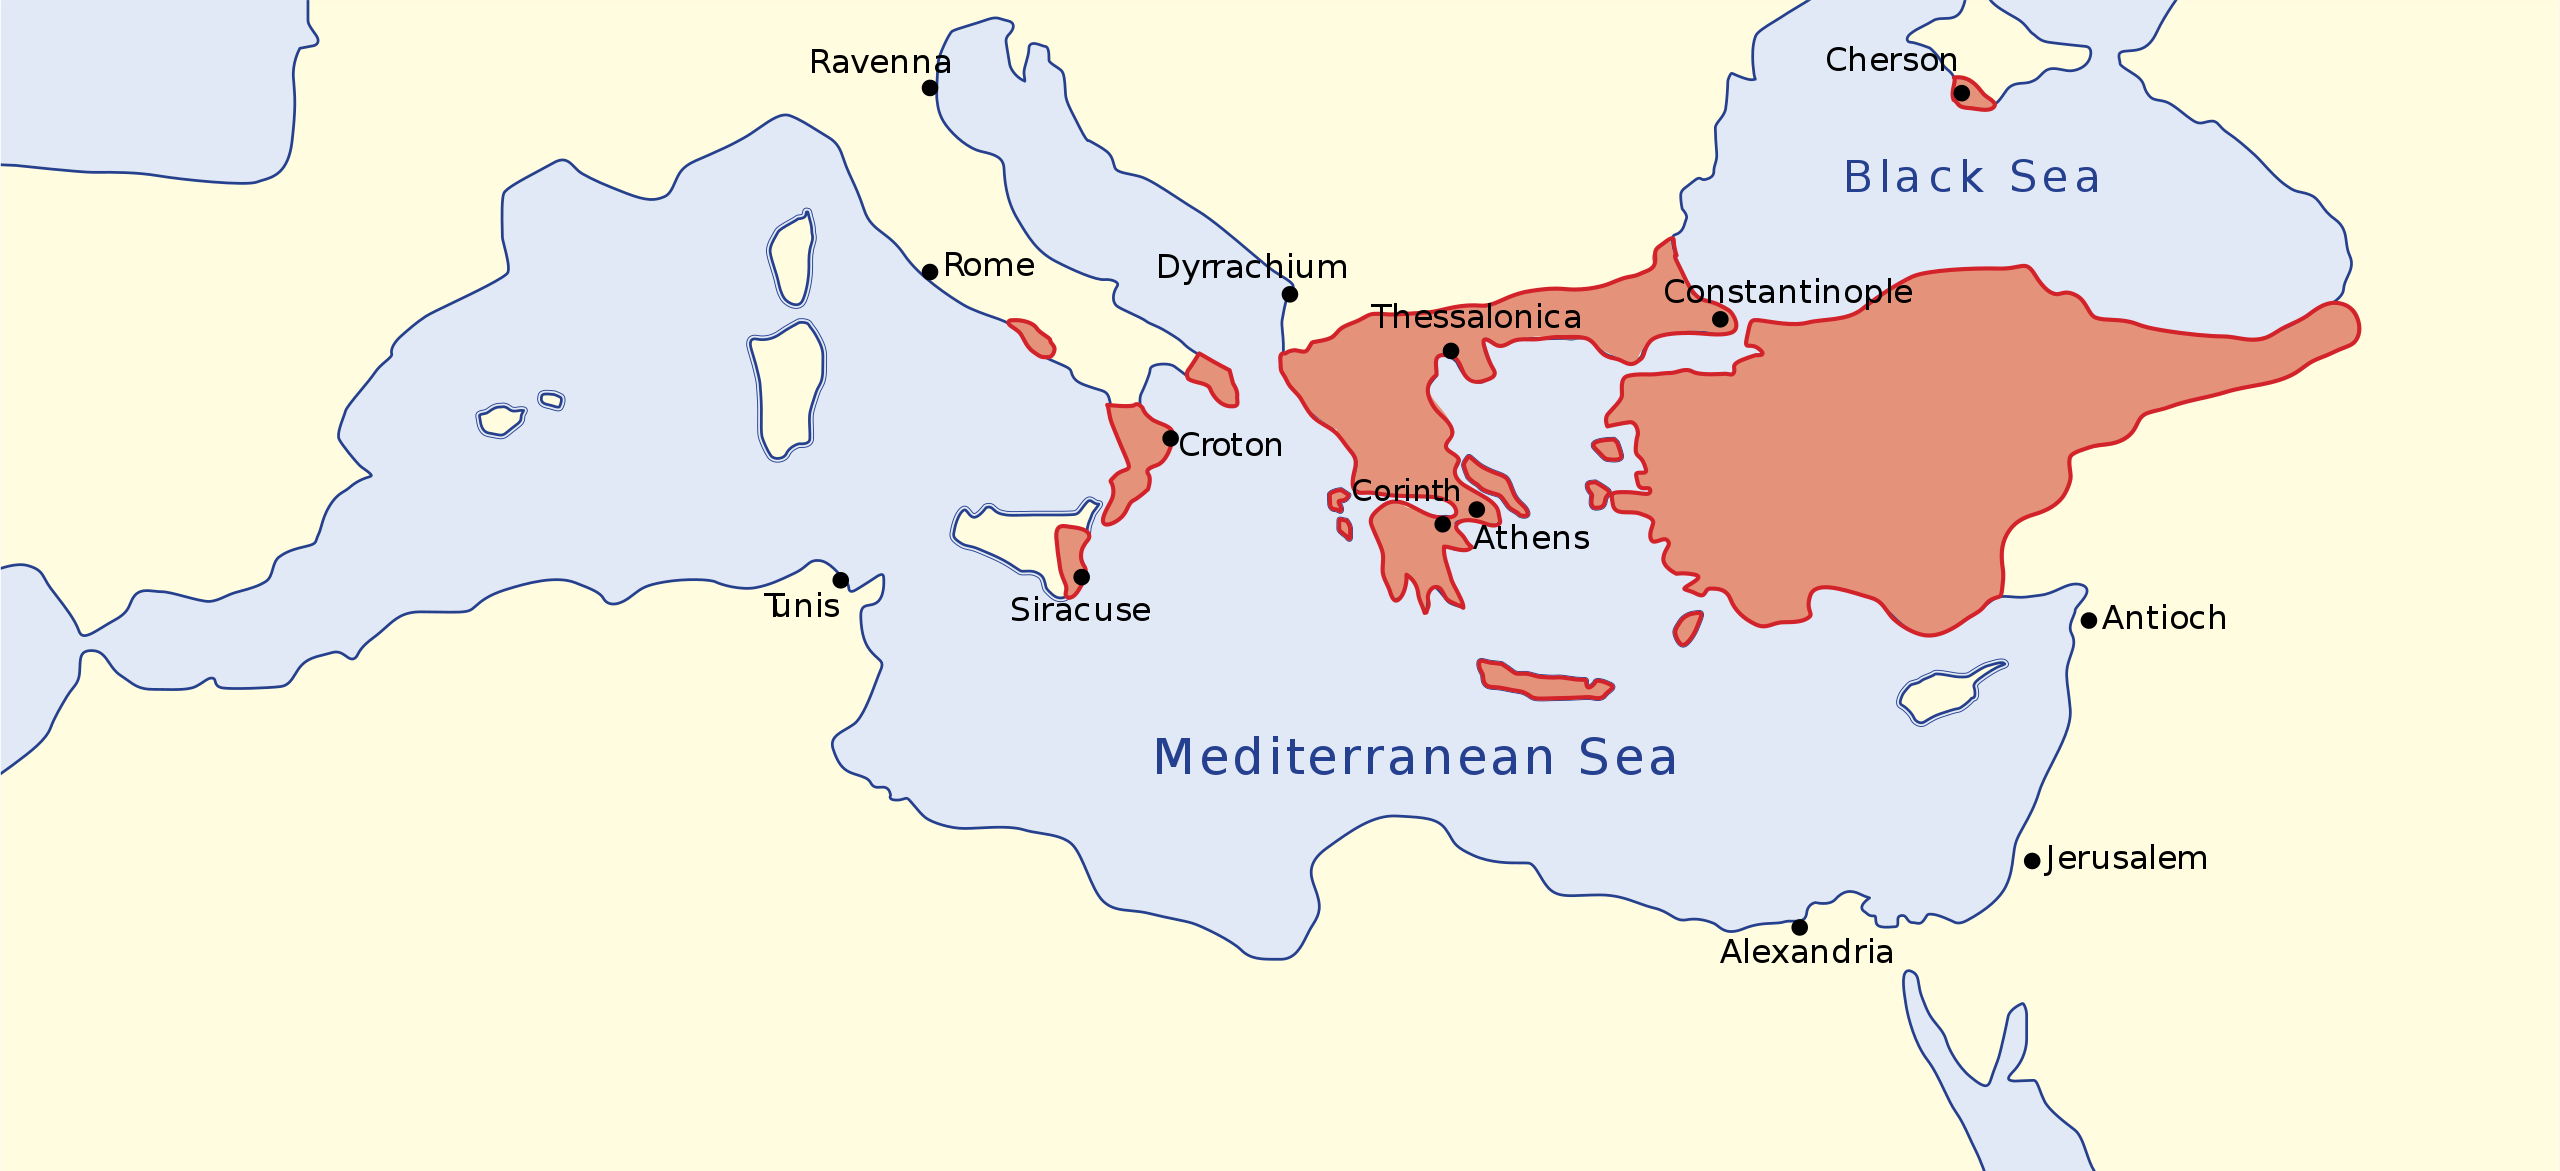 Ravenna
Cherson
Black Sea
Rome
Dyrrachium
Constantinople
Thessalonica
Croton
Corinth
Athens
Tunis
Siracuse
Antioch
Mediterranean Sea
Jerusalem
Alexandria